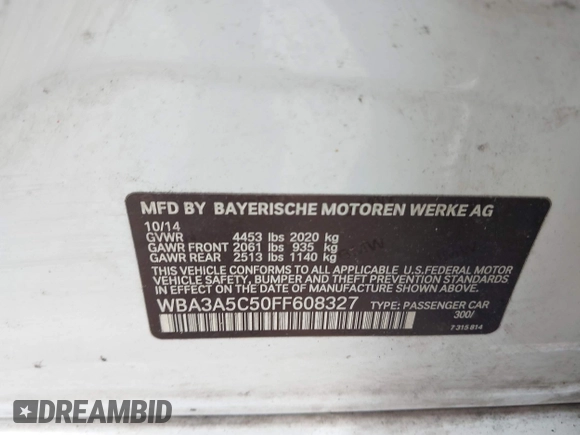 MFD BY BAYERISCHE MOTOREN WERKE AG
10/14
GVWR 4453 lbs 2020 kg
GAWR FRONT 2061 lbs 935 kg
GAWR REAR 2513 lbs 1140 kg
THIS VEHICLE CONFORMS TO ALL APPLICABLE U.S.FEDERAL MOTOR
VEHICLE SAFETY, BUMPER AND THEFT PREVENTION STANDARDS
IN EFFECT ON THE DATE OF MANUFACTURE SHOWN ABOVE.
WBA3A5C50FF608327 TYPE: PASSENGER CAR
300/
7 315 814
DREAMBID